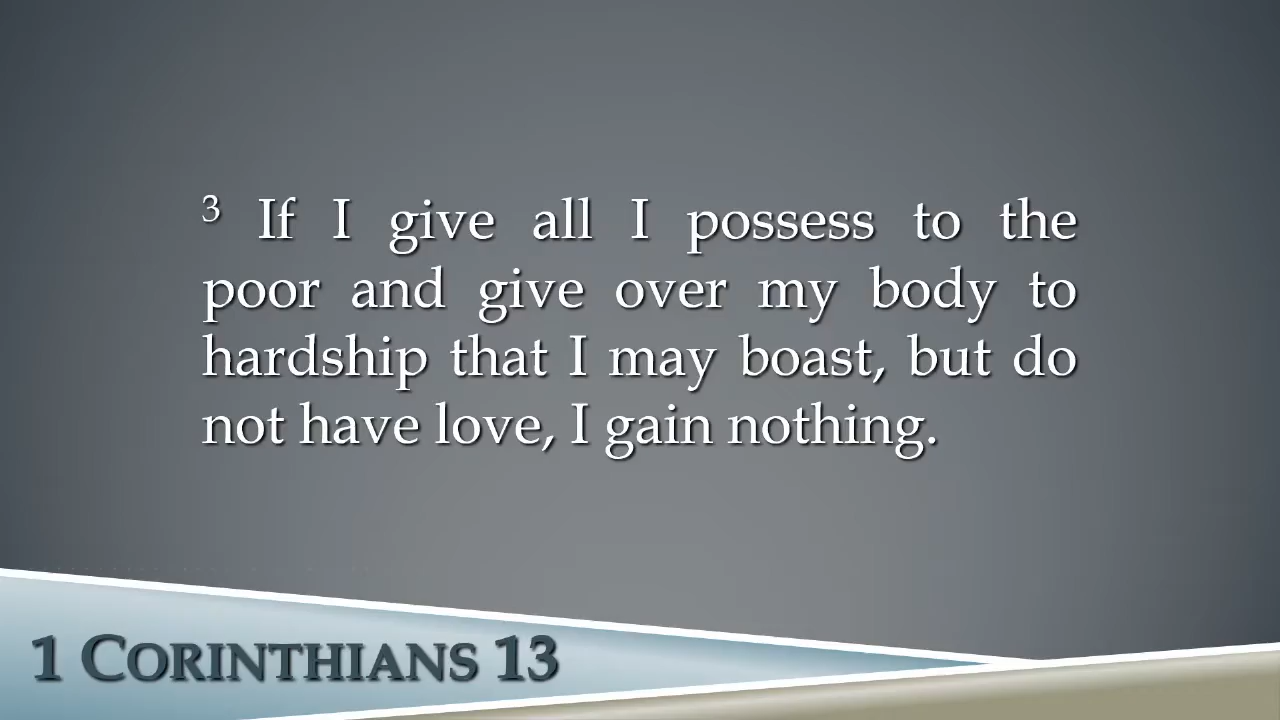 ³ If I give all I possess to the
poor and give over my body to
hardship that I may boast, but do
not have love, I gain nothing.
1 CORINTHIANS 13